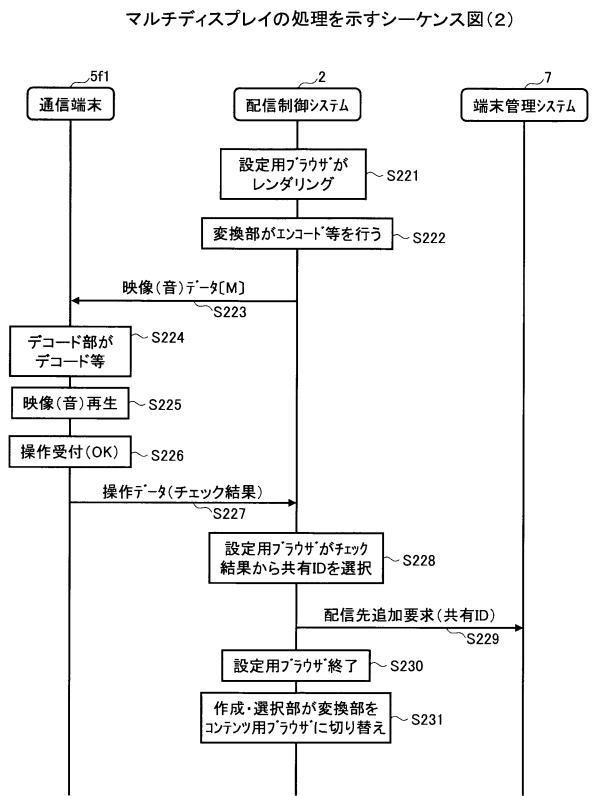 マルチディスプレイの処理を示すシーケンス図(2)
5f1
2
7
通信端末
配信制御システム
端末管理システム
設定用ブラウザが
レンダリング
S221
変換部がエンコード等を行う
S222
映像(音)データ[M]
S223
デコード部が
デコード等
S224
映像(音)再生
S225
操作受付(OK)
S226
操作データ(チェック結果)
S227
設定用ブラウザがチェック
結果から共有IDを選択
S228
配信先追加要求(共有ID)
S229
設定用ブラウザ終了
S230
作成・選択部が変換部を
コンテンツ用ブラウザに切り替え
S231